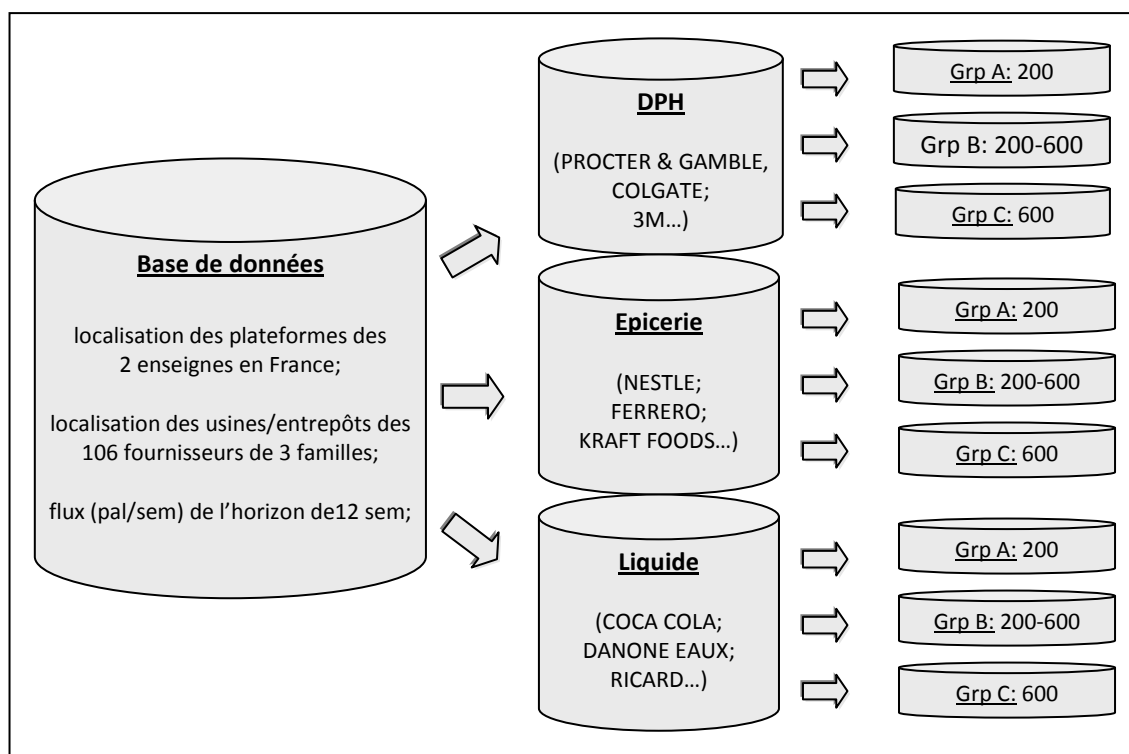 Base de données
localisation des plateformes des
2 enseignes en France;
localisation des usines/entrepôts des
106 fournisseurs de 3 familles;
flux (pal/sem) de l’horizon de12 sem;
DPH
(PROCTER & GAMBLE,
COLGATE;
3M...)
Grp A: 200
Grp B: 200-600
Grp C: 600
Epicerie
(NESTLE;
FERRERO;
KRAFT FOODS...)
Grp A: 200
Grp B: 200-600
Grp C: 600
Liquide
(COCA COLA;
DANONE EAUX;
RICARD...)
Grp A: 200
Grp B: 200-600
Grp C: 600